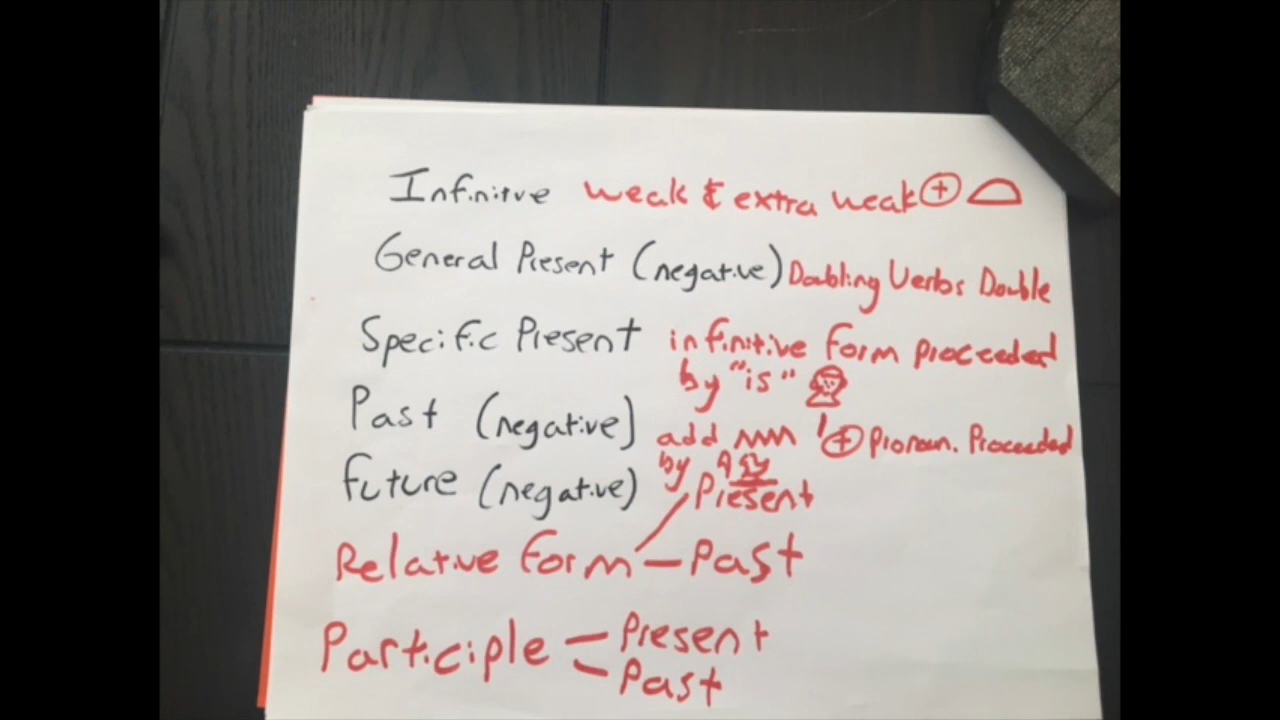 Infinitve weak & extra weak
General Present (negative) Doubling Verbs Double
Specific Present infinitive form proceeded
by "is"
Past (negative) add pronoun. Proceeded
by
Future (negative)
Present
Relative form — Past
Participle — Present
Past